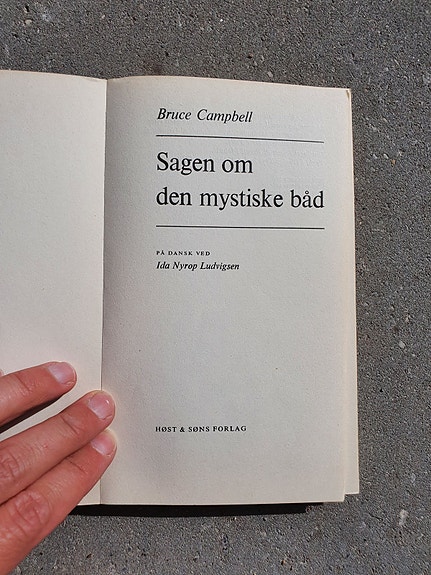 Bruce Campbell
Sagen om
den mystiske båd
PÅ DANSK VED
Ida Nyrop Ludvigsen
HØST & SØNS FORLAG